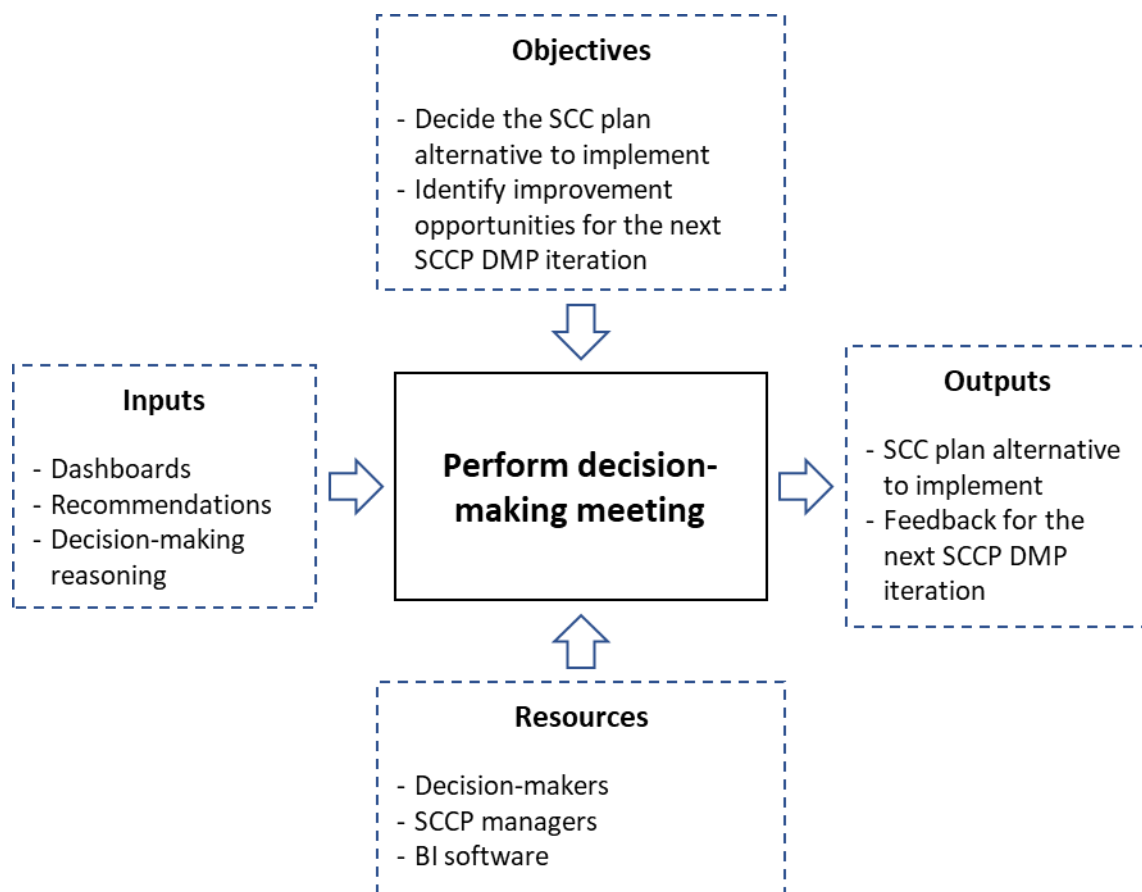 Objectives
- Decide the SCC plan
alternative to implement
- Identify improvement
opportunities for the next
SCCP DMP iteration
Inputs
- Dashboards
- Recommendations
- Decision-making
reasoning
Perform decision-
making meeting
Outputs
- SCC plan alternative
to implement
- Feedback for the
next SCCP DMP
iteration
Resources
- Decision-makers
- SCCP managers
- BI software